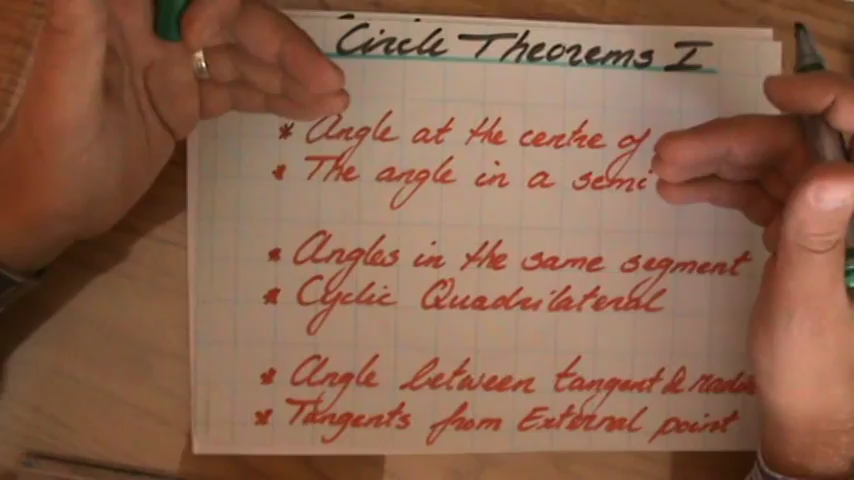 Circle Theorems I
* Angle at the centre of
* The angle in a semi
* Angles in the same segment
* Cyclic Quadrilateral
* Angle between tangent & radius
* Tangents from External point